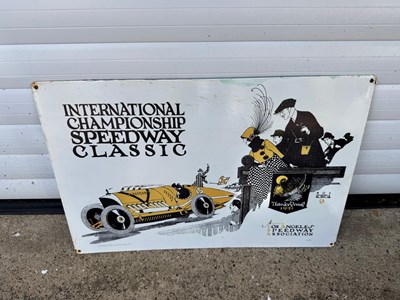 INTERNATIONAL
CHAMPIONSHIP
SPEEDWAY
CLASSIC
LOS ANGELES
SPEEDWAY
ASSOCIATION